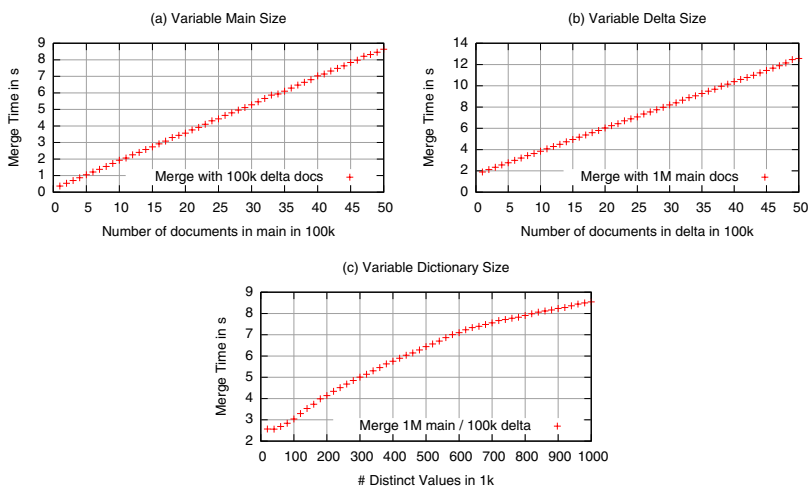 (a) Variable Main Size
9
8
7
6
5
4
3
2
1
0
Merge Time in s
Merge with 100k delta docs
0 5 10 15 20 25 30 35 40 45 50
Number of documents in main in 100k
(b) Variable Delta Size
14
12
10
8
6
4
2
0
Merge Time in s
Merge with 1M main docs
0 5 10 15 20 25 30 35 40 45 50
Number of documents in delta in 100k
(c) Variable Dictionary Size
9
8
7
6
5
4
3
2
Merge Time in s
Merge 1M main / 100k delta
0 100 200 300 400 500 600 700 800 900 1000
# Distinct Values in 1k